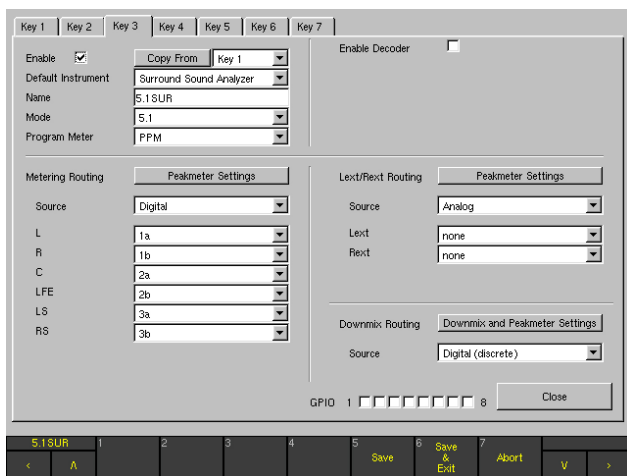 Key 1 Key 2 Key 3 Key 4 Key 5 Key 6 Key 7
Enable Copy From Key 1
Default Instrument Surround Sound Analyzer
Name 5.1SUR
Mode 5.1
Program Meter PPM
Enable Decoder
Metering Routing Peakmeter Settings
Source Digital
L 1a
R 1b
C 2a
LFE 2b
LS 3a
RS 3b
Lext/Rext Routing Peakmeter Settings
Source Analog
Lext none
Rext none
Downmix Routing Downmix and Peakmeter Settings
Source Digital (discrete)
GPIO 1 8
Close
5.1SUR 1 2 3 4 5 6 7
< Λ Save Save & Exit Abort V >